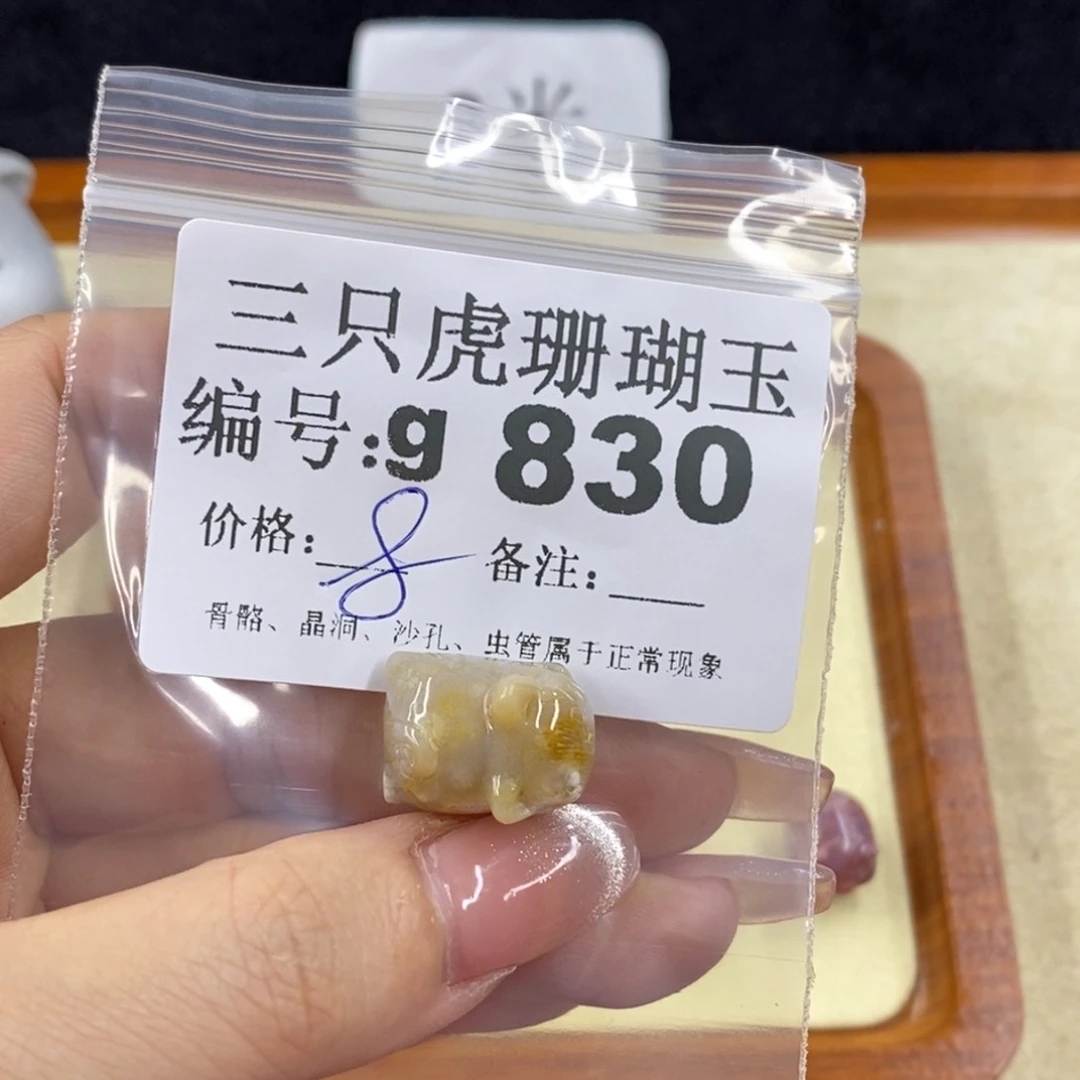 三只虎珊瑚玉
编号:g 830
价格:8 备注:___
骨骼、晶洞、沙孔、虫管属于正常现象